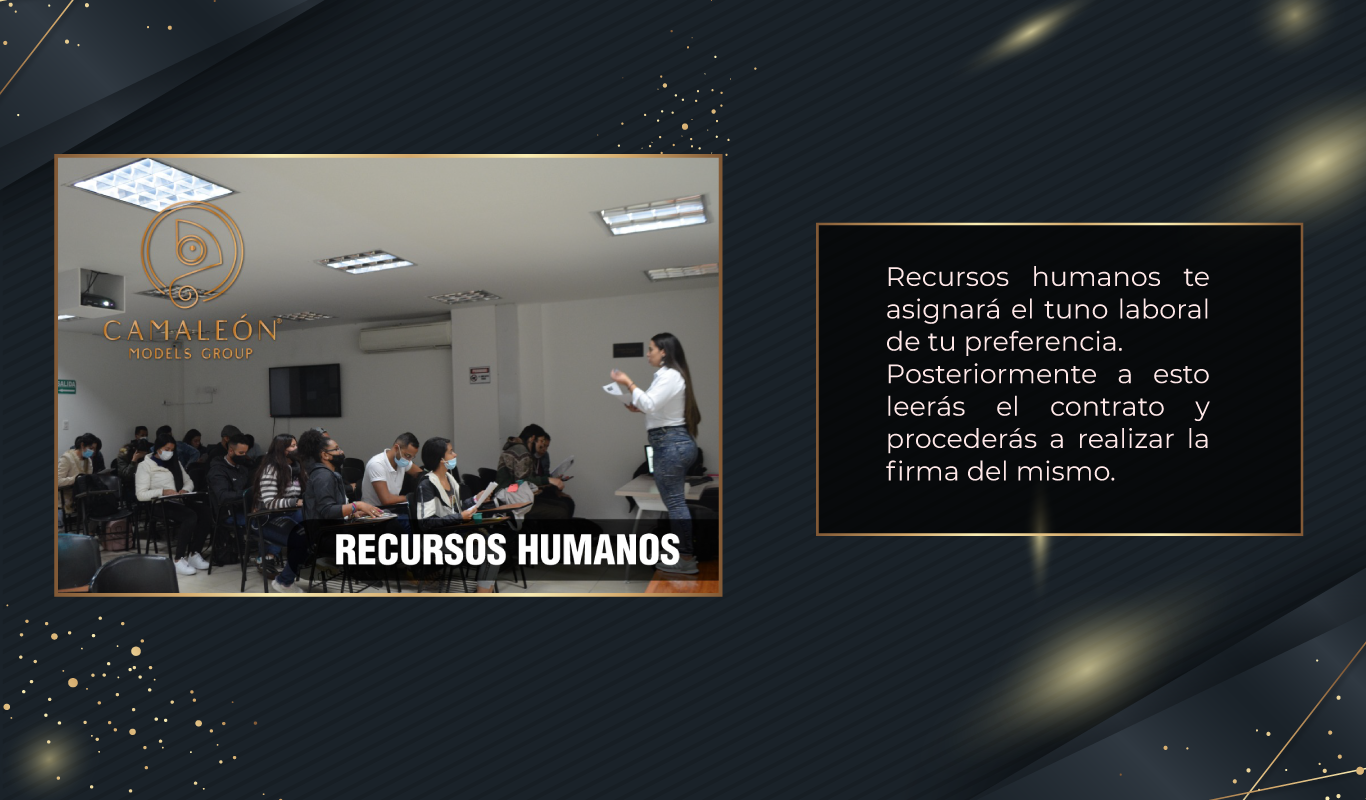 CAMALEÓN
MODELS GROUP
SALIDA
RECURSOS HUMANOS
Recursos humanos te
asignará el tuno laboral
de tu preferencia.
Posteriormente a esto
leerás el contrato y
procederás a realizar la
firma del mismo.